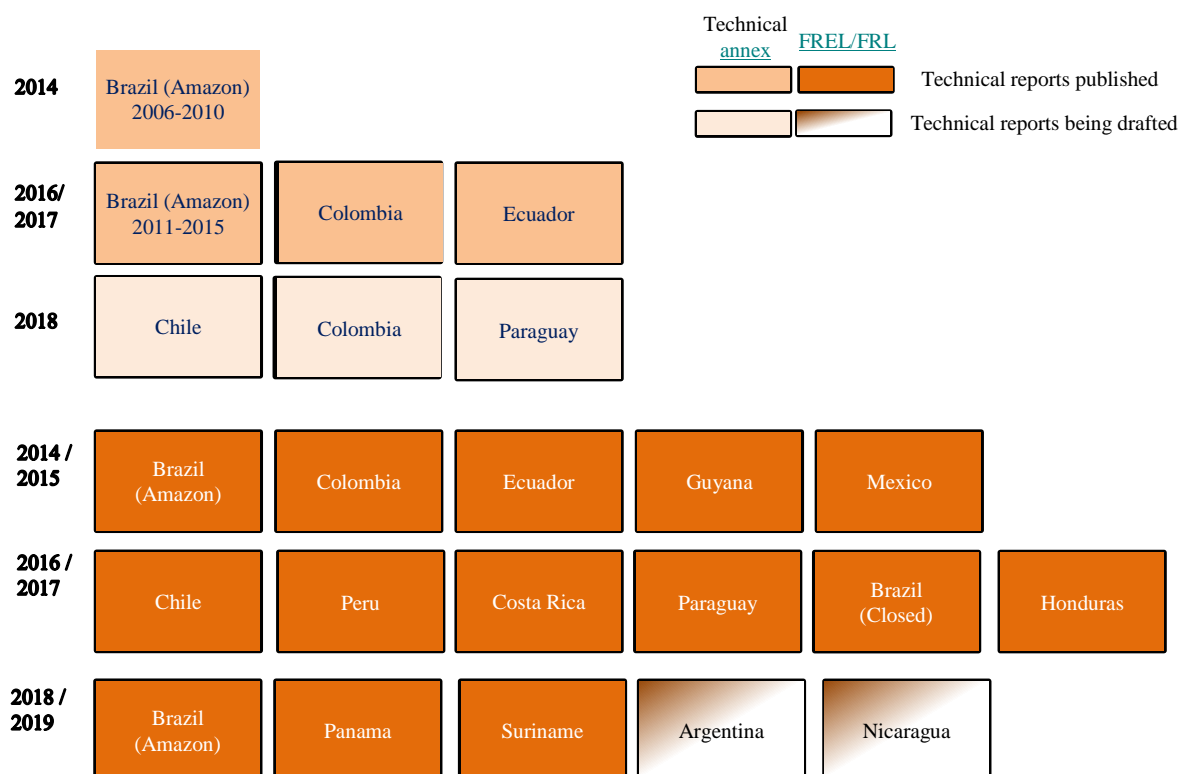 Technical
annex
FREL/FRL
Technical reports published
Technical reports being drafted
2014
Brazil (Amazon)
2006-2010
2016/
2017
Brazil (Amazon)
2011-2015
Colombia
Ecuador
2018
Chile
Colombia
Paraguay
2014 /
2015
Brazil
(Amazon)
Colombia
Ecuador
Guyana
Mexico
2016 /
2017
Chile
Peru
Costa Rica
Paraguay
Brazil
(Closed)
Honduras
2018 /
2019
Brazil
(Amazon)
Panama
Suriname
Argentina
Nicaragua